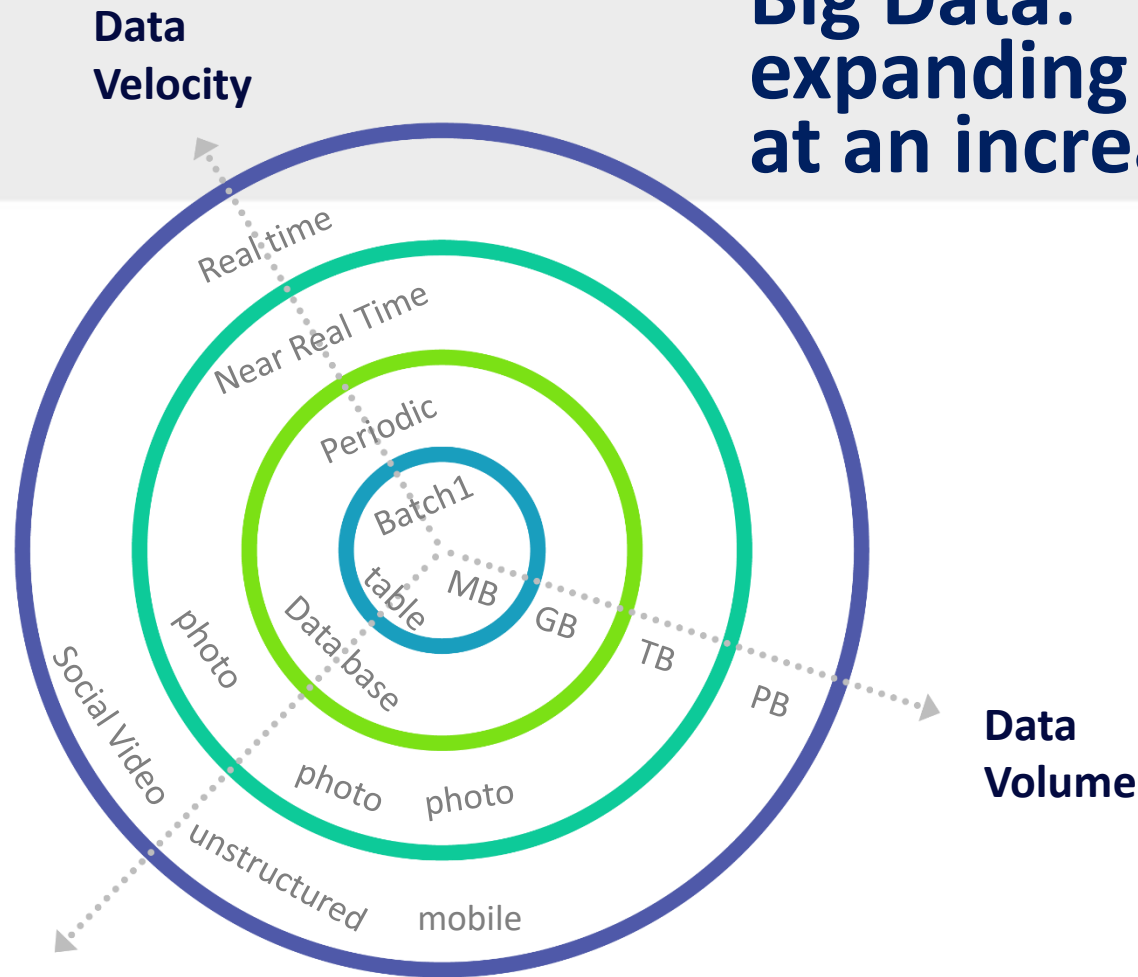 Data
Velocity
Big Data:
expanding
at an increa
Real time
Near Real Time
Periodic
Batch1
table
MB
GB
TB
PB
Data base
photo
Social Video
photo
photo
unstructured
mobile
Data
Volume